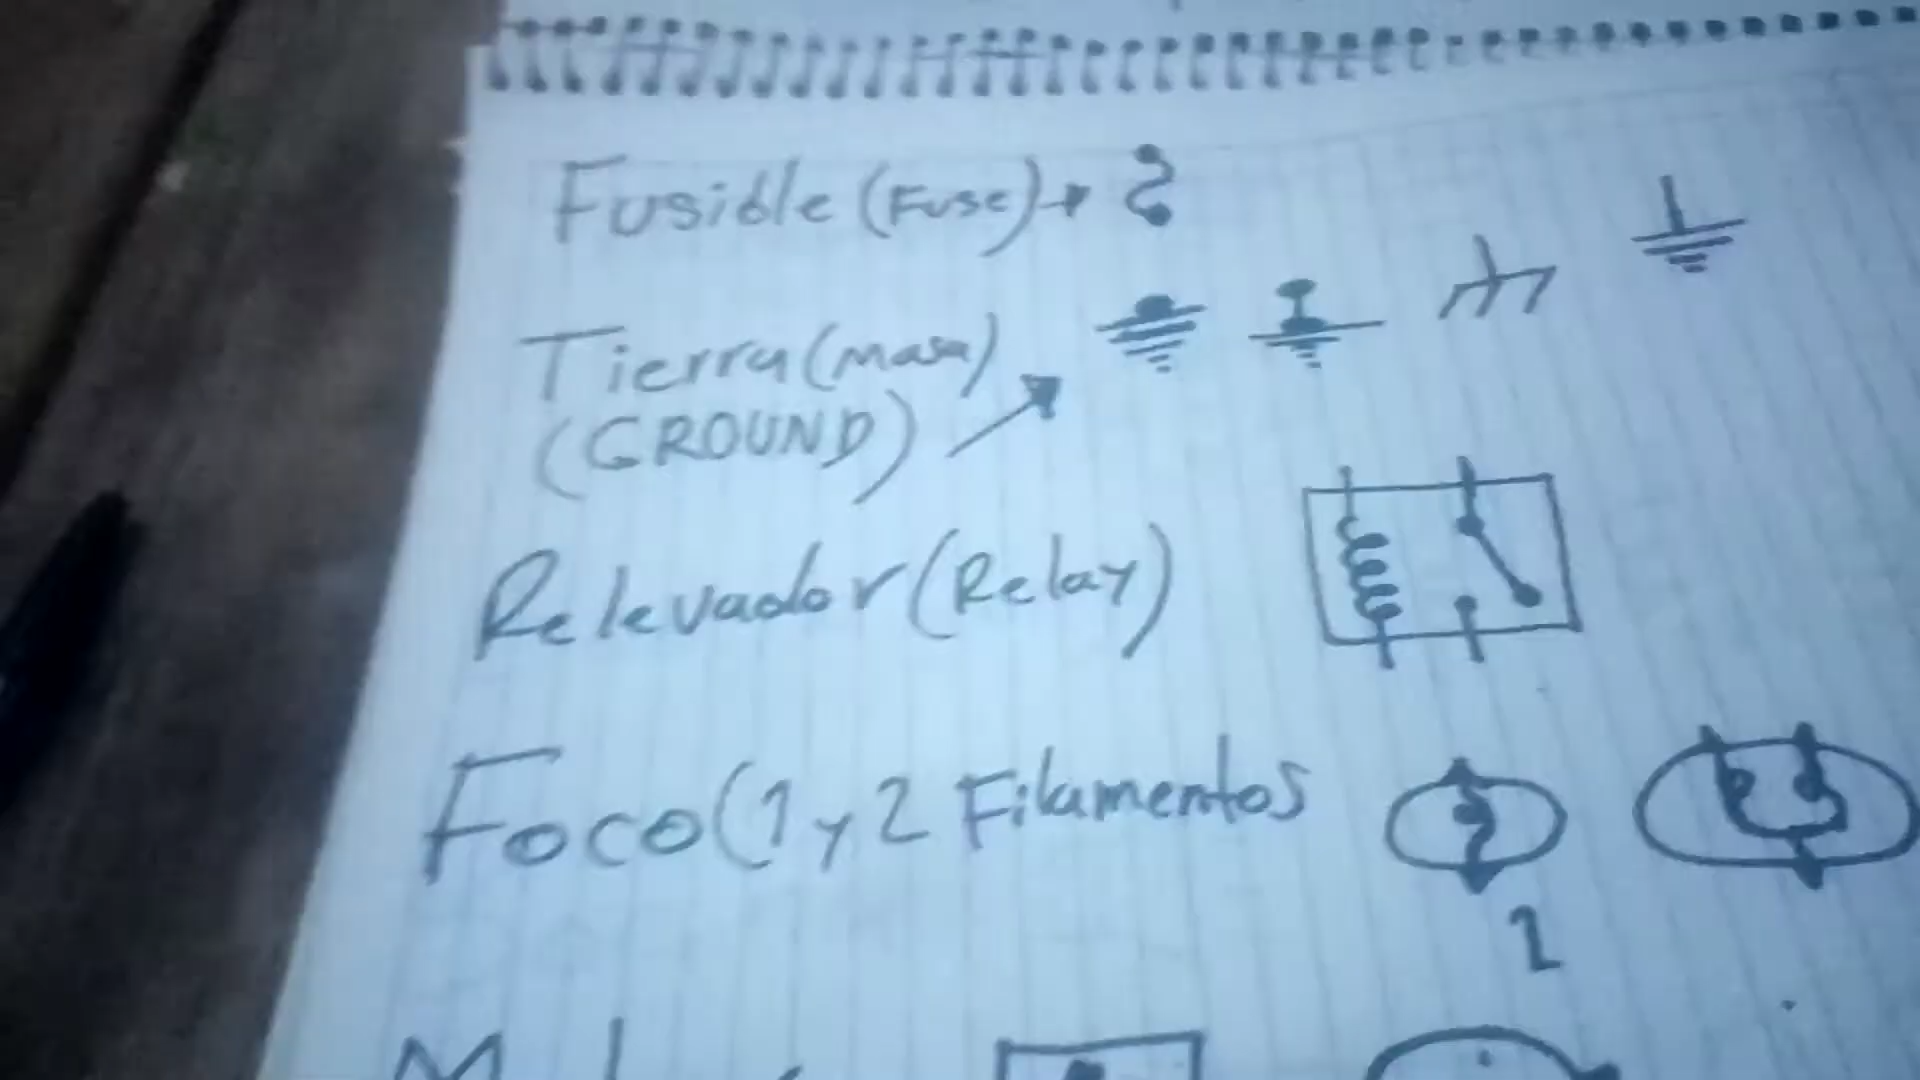 Fusible (Fuse)
Tierra (masa)
(GROUND)
Relevador (Relay)
Foco (1 y 2 Filamentos
1